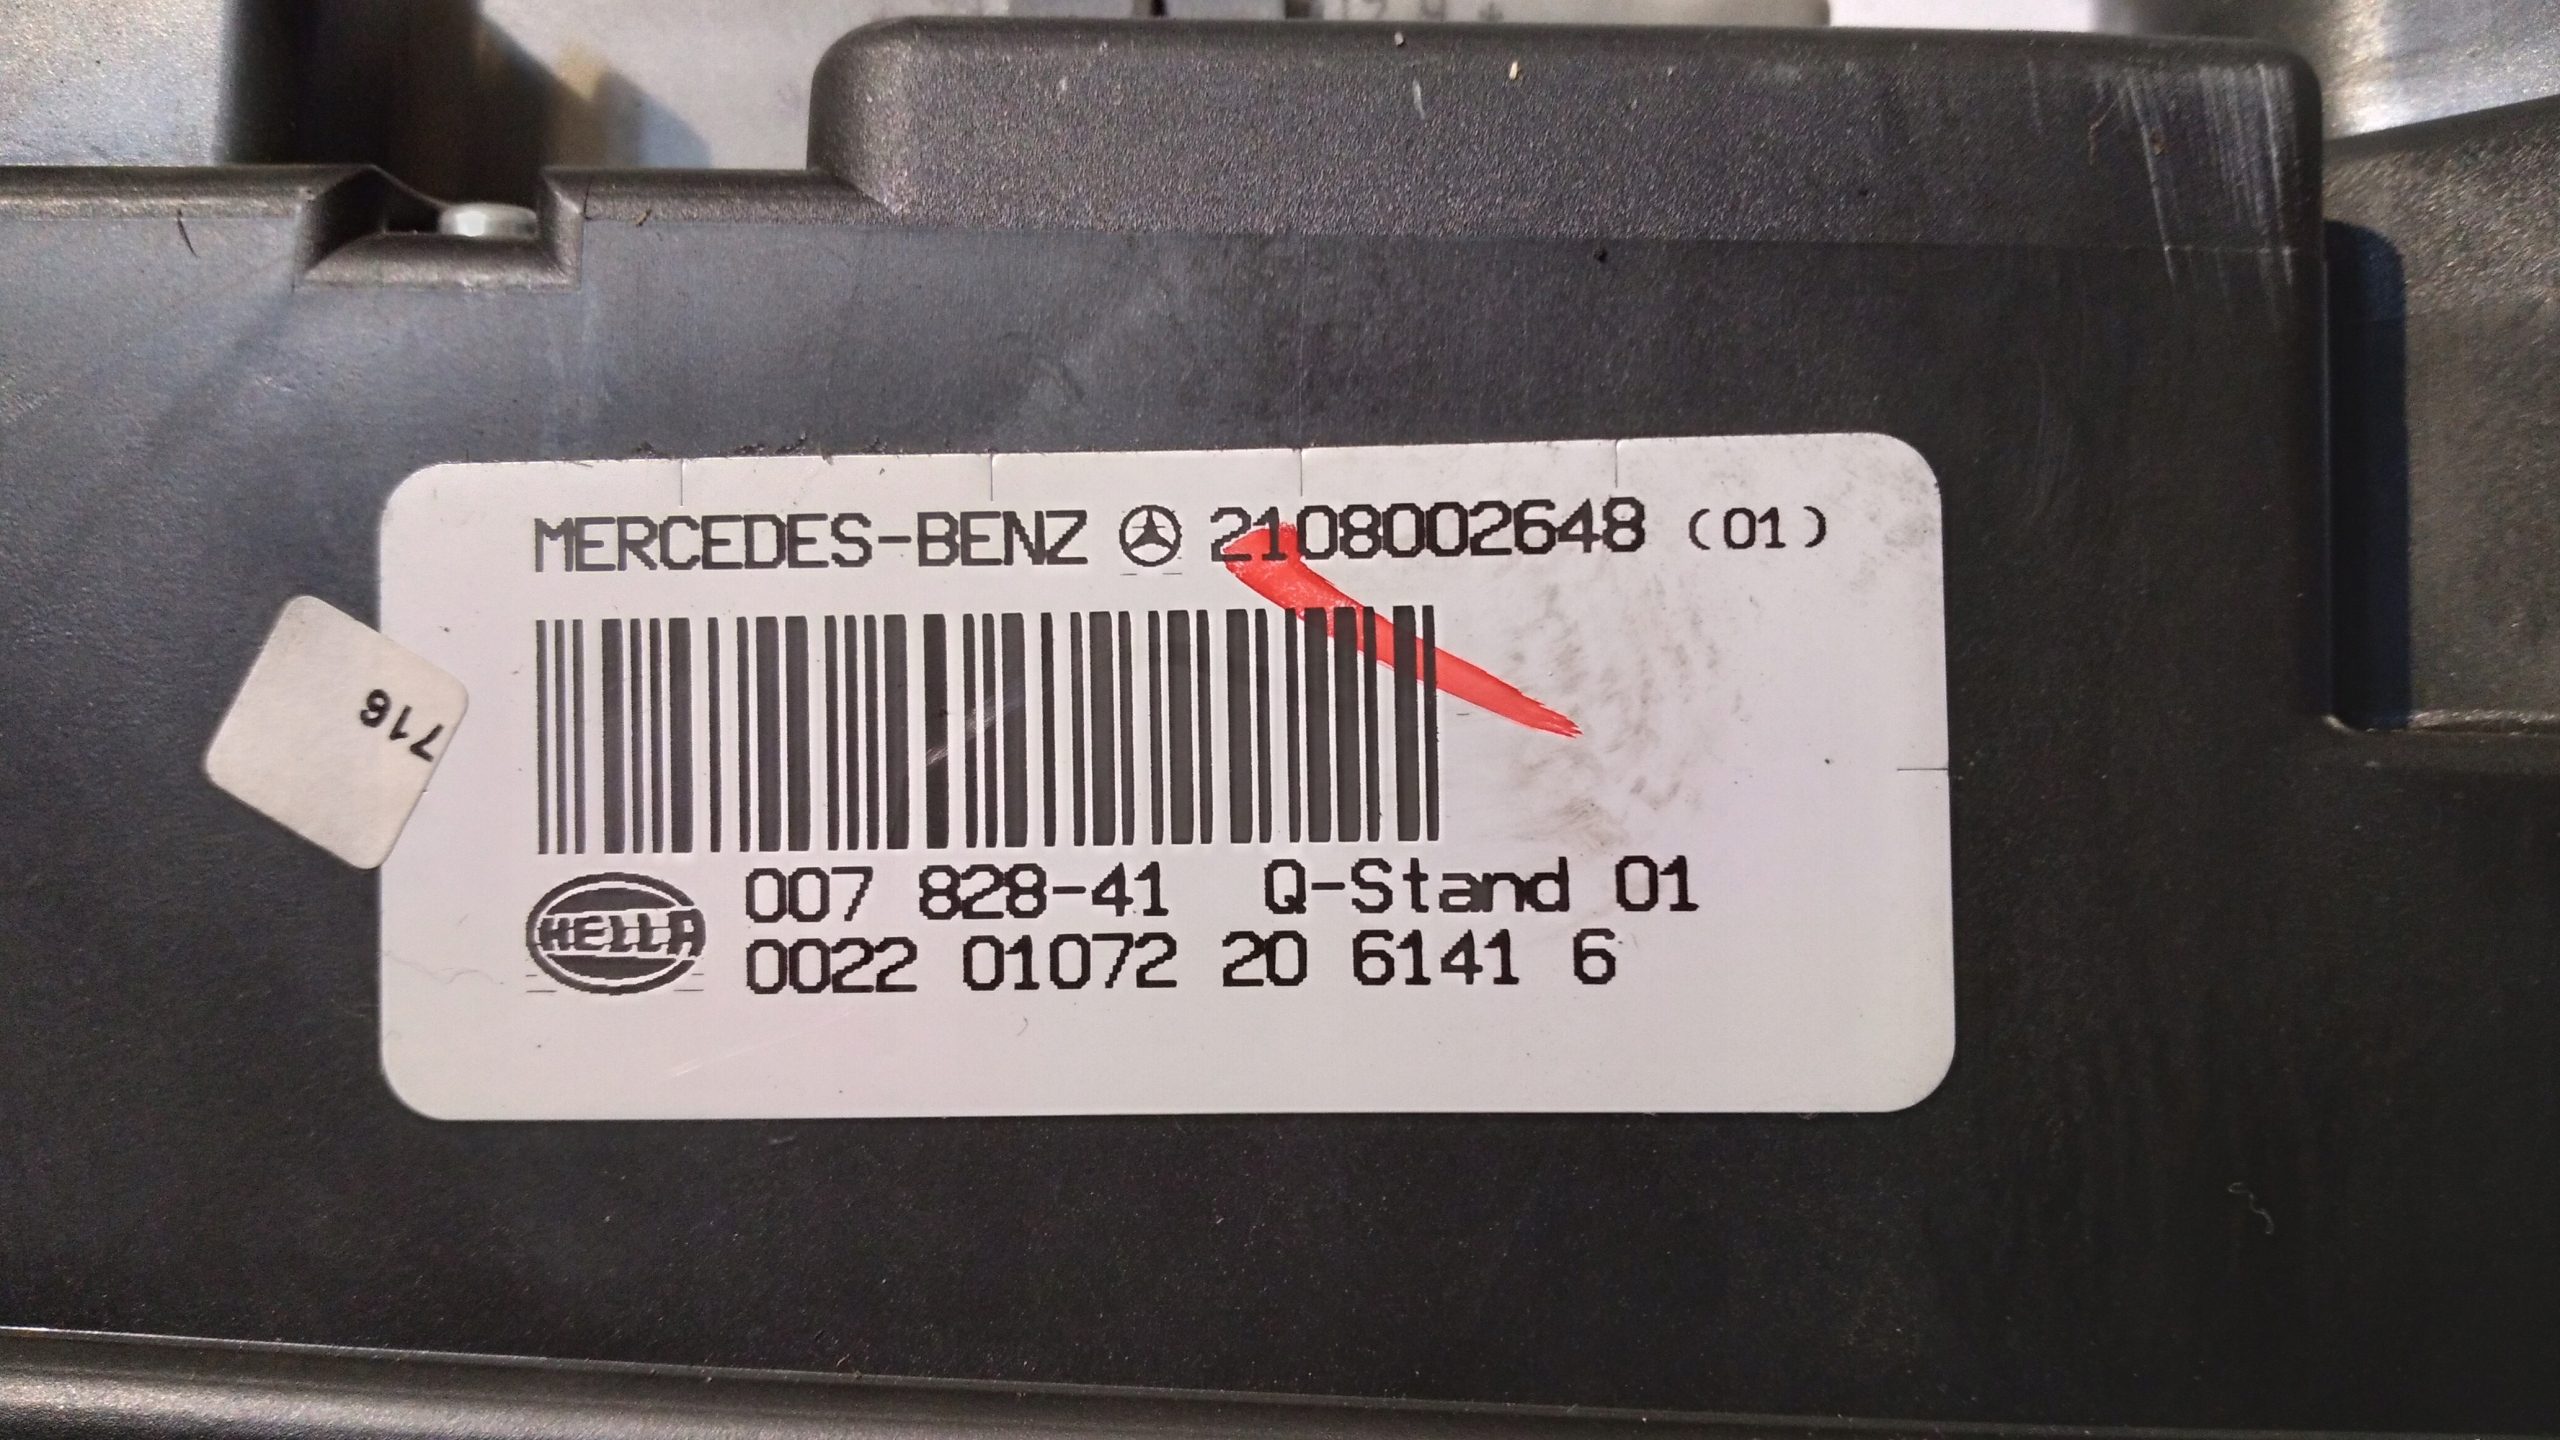 MERCEDES-BENZ 2108002648 (01)
716
007 828-41 Q-Stand 01
HELLA
0022 01072 20 6141 6